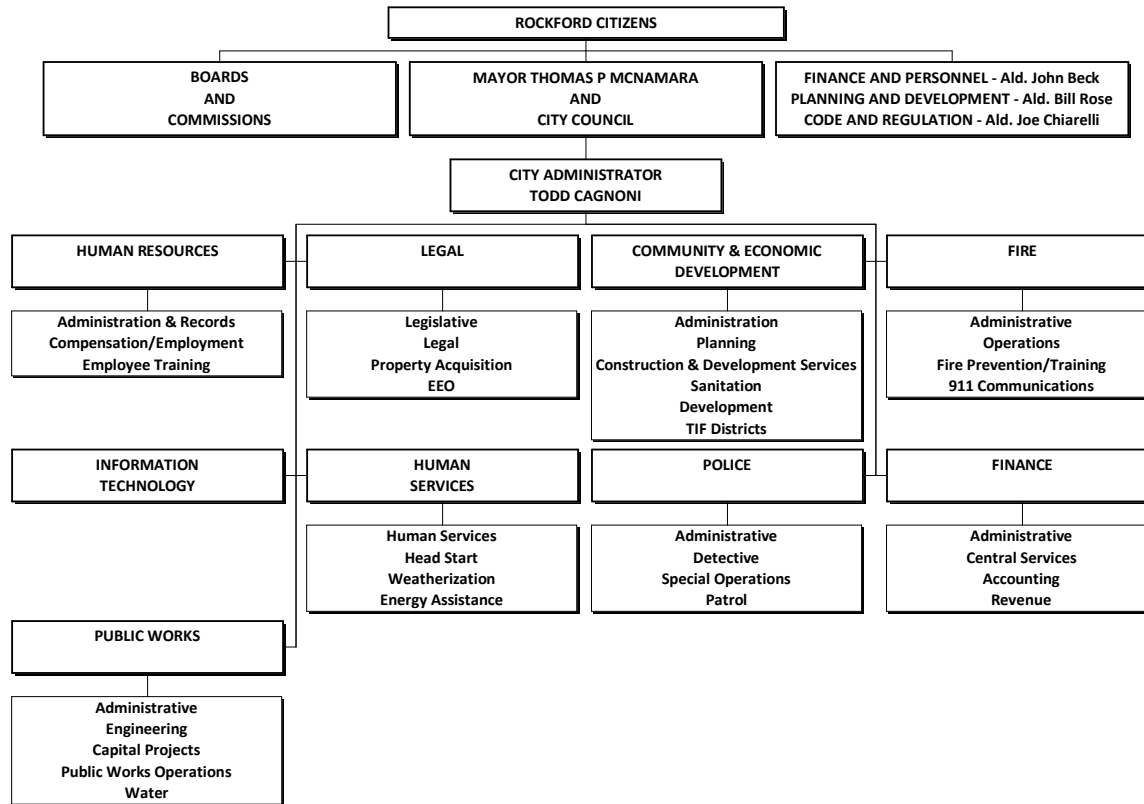 ROCKFORD CITIZENS
BOARDS
AND
COMMISSIONS
MAYOR THOMAS P MCNAMARA
AND
CITY COUNCIL
FINANCE AND PERSONNEL - Ald. John Beck
PLANNING AND DEVELOPMENT - Ald. Bill Rose
CODE AND REGULATION - Ald. Joe Chiarelli
CITY ADMINISTRATOR
TODD CAGNONI
HUMAN RESOURCES
Administration & Records
Compensation/Employment
Employee Training
LEGAL
Legislative
Legal
Property Acquisition
EEO
COMMUNITY & ECONOMIC
DEVELOPMENT
Administration
Planning
Construction & Development Services
Sanitation
Development
TIF Districts
FIRE
Administrative
Operations
Fire Prevention/Training
911 Communications
INFORMATION
TECHNOLOGY
HUMAN
SERVICES
Human Services
Head Start
Weatherization
Energy Assistance
POLICE
Administrative
Detective
Special Operations
Patrol
FINANCE
Administrative
Central Services
Accounting
Revenue
PUBLIC WORKS
Administrative
Engineering
Capital Projects
Public Works Operations
Water